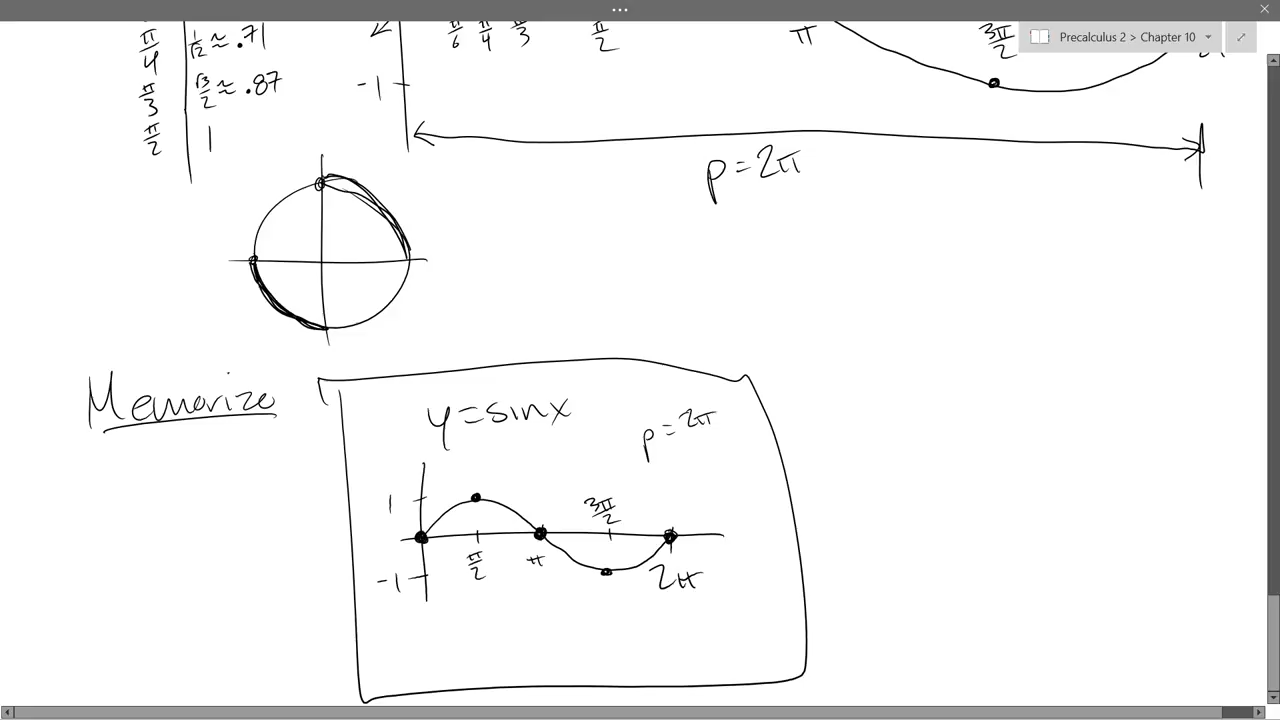 Precalculus 2 > Chapter 10
π/4 1/√2 ≈ .71
π/3 √3/2 ≈ .87
π/2 1
-1
π/6 π/4 π/3 π/2 π 3π/2
p = 2π
Memorize
y = sin x
p = 2π
1
-1
π/2 π 3π/2 2π